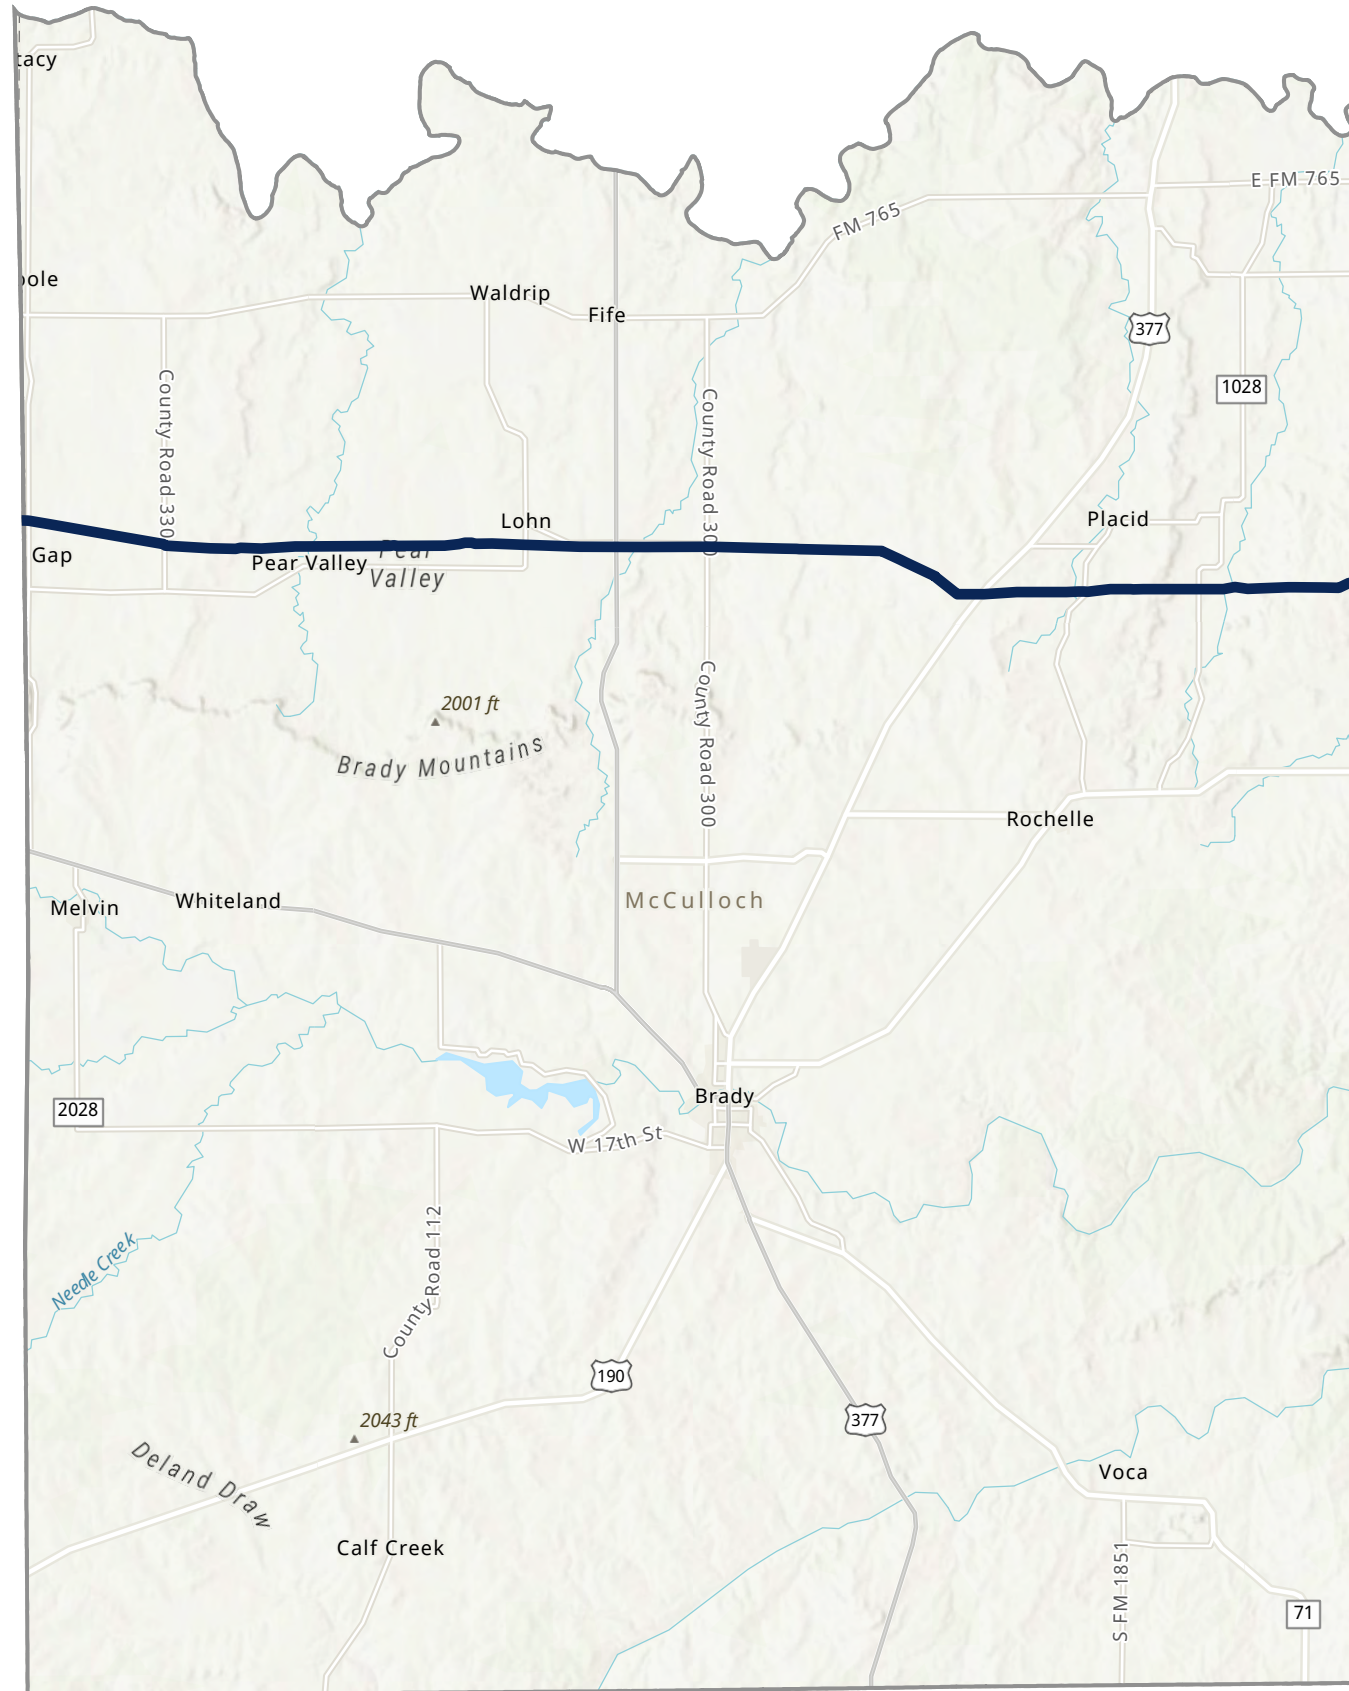 tacy
E FM 765
FM 765
ole
Waldrip
Fife
377
1028
County Road 330
County Road 300
Lohn
Placid
Gap
Pear Valley
Pear
Valley
2001 ft
Brady Mountains
County Road 300
Rochelle
McCulloch
Melvin
Whiteland
Brady
2028
W 17th St
Needle Creek
County Road 112
190
2043 ft
377
Deland Draw
Voca
Calf Creek
S FM 1851
71